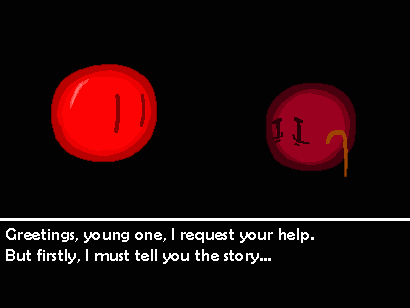 Greetings, young one, I request your help.
But firstly, I must tell you the story...